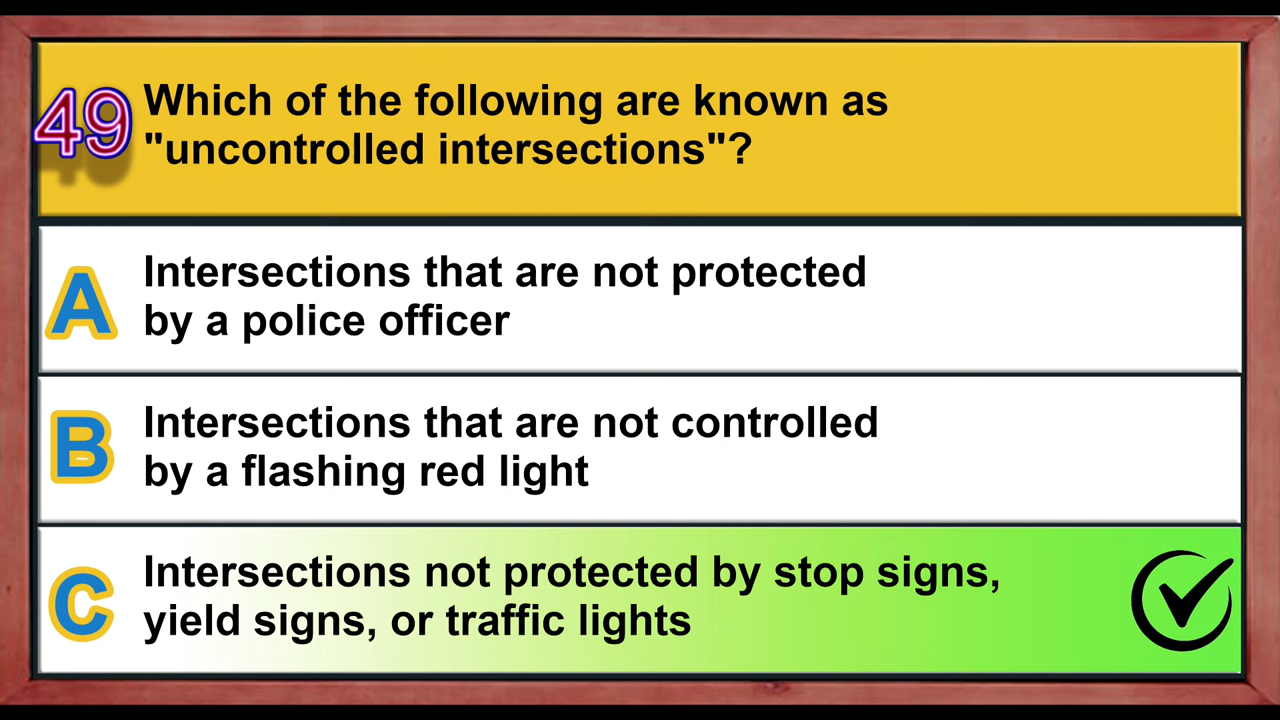 49
Which of the following are known as
"uncontrolled intersections"?
A
Intersections that are not protected
by a police officer
B
Intersections that are not controlled
by a flashing red light
C
Intersections not protected by stop signs,
yield signs, or traffic lights